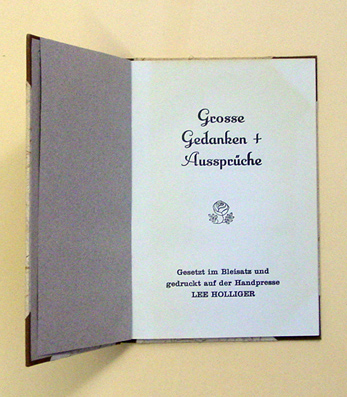 Grosse
Gedanken +
Aussprüche
Gesetzt im Bleisatz und
gedruckt auf der Handpresse
LEE HOLLIGER